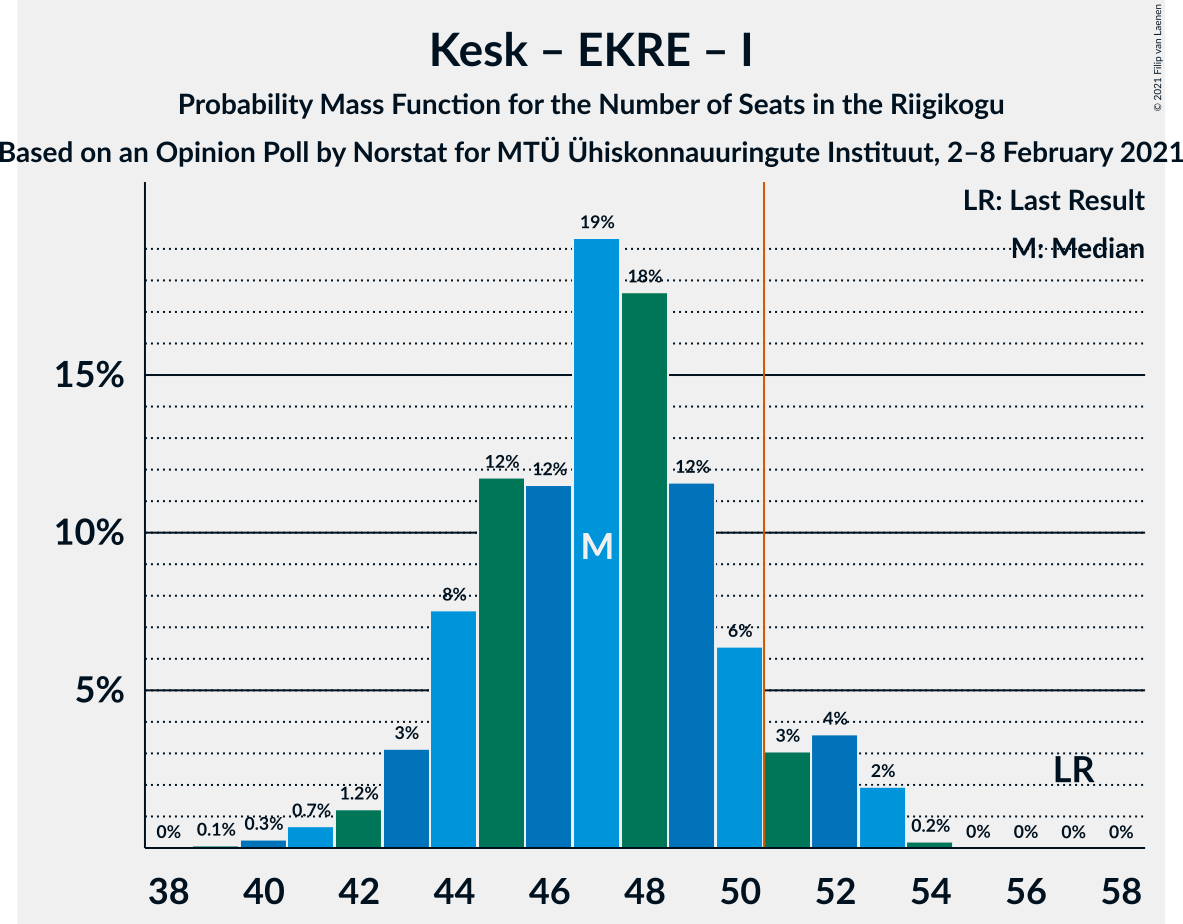 Kesk – EKRE – I
Probability Mass Function for the Number of Seats in the Riigikogu
Based on an Opinion Poll by Norstat for MTÜ Ühiskonnauuringute Instituut, 2–8 February 2021
© 2021 Filip van Laenen
LR: Last Result
M: Median
15%
10%
5%
0%
0.1%
0.3%
0.7%
1.2%
3%
8%
12%
12%
19%
18%
12%
6%
3%
4%
2%
0.2%
0%
0%
0%
0%
M
LR
38 40 42 44 46 48 50 52 54 56 58